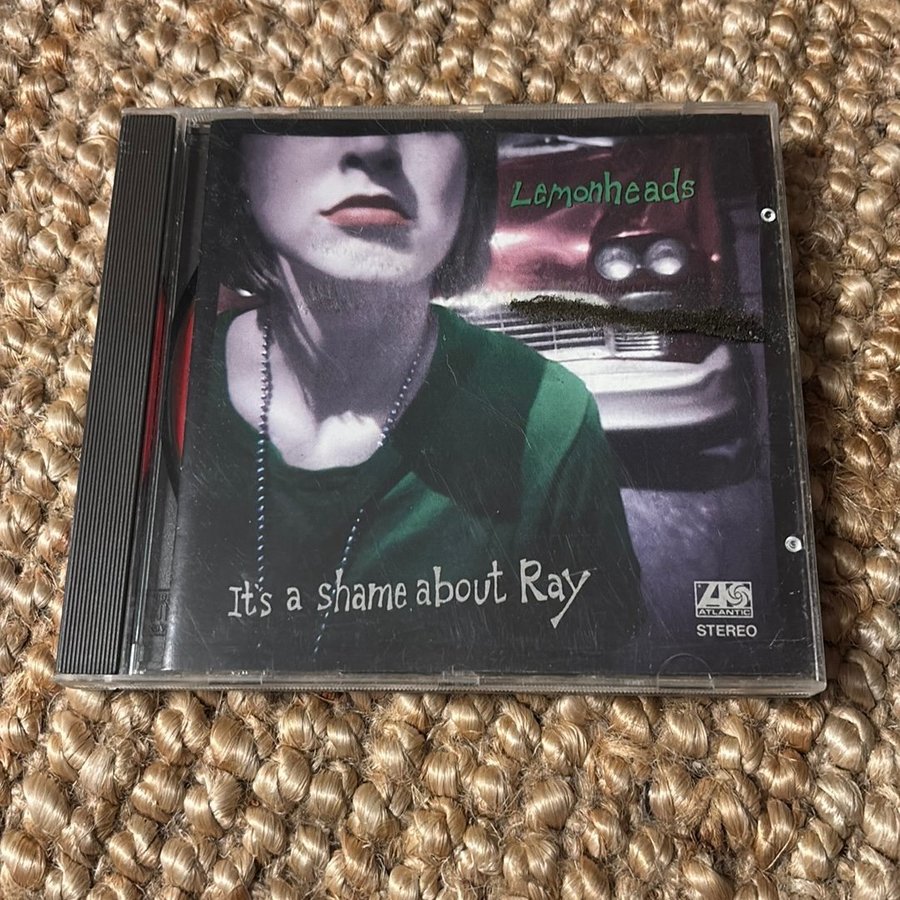 Lemonheads
It's a shame about Ray
ATLANTIC
STEREO